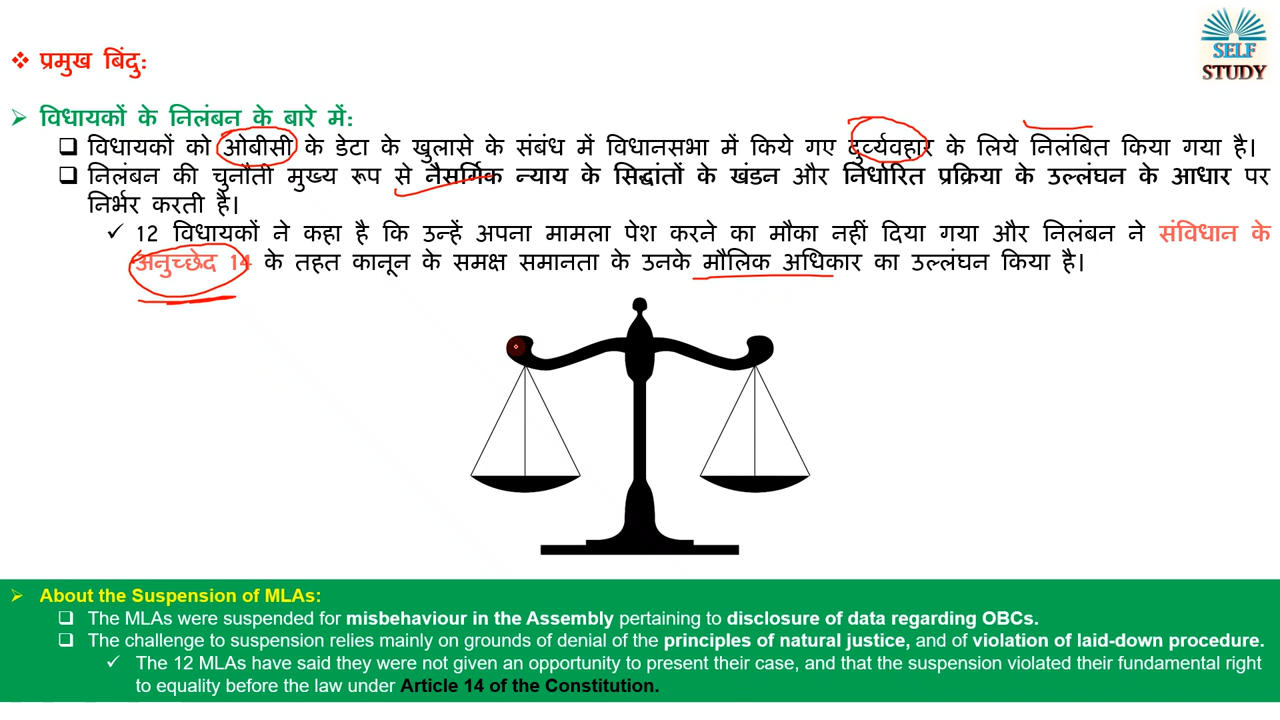 SELF
STUDY
❖ प्रमुख बिंदु:
➢ विधायकों के निलंबन के बारे में:
❑ विधायकों को ओबीसी के डेटा के खुलासे के संबंध में विधानसभा में किये गए दुर्व्यवहार के लिये निलंबित किया गया है।
❑ निलंबन की चुनौती मुख्य रूप से नैसर्गिक न्याय के सिद्धांतों के खंडन और निर्धारित प्रक्रिया के उल्लंघन के आधार पर
निर्भर करती है।
✓ 12 विधायकों ने कहा है कि उन्हें अपना मामला पेश करने का मौका नहीं दिया गया और निलंबन ने संविधान के
अनुच्छेद 14 के तहत कानून के समक्ष समानता के उनके मौलिक अधिकार का उल्लंघन किया है।
➢ About the Suspension of MLAs:
❑ The MLAs were suspended for misbehaviour in the Assembly pertaining to disclosure of data regarding OBCs.
❑ The challenge to suspension relies mainly on grounds of denial of the principles of natural justice, and of violation of laid-down procedure.
✓ The 12 MLAs have said they were not given an opportunity to present their case, and that the suspension violated their fundamental right
to equality before the law under Article 14 of the Constitution.